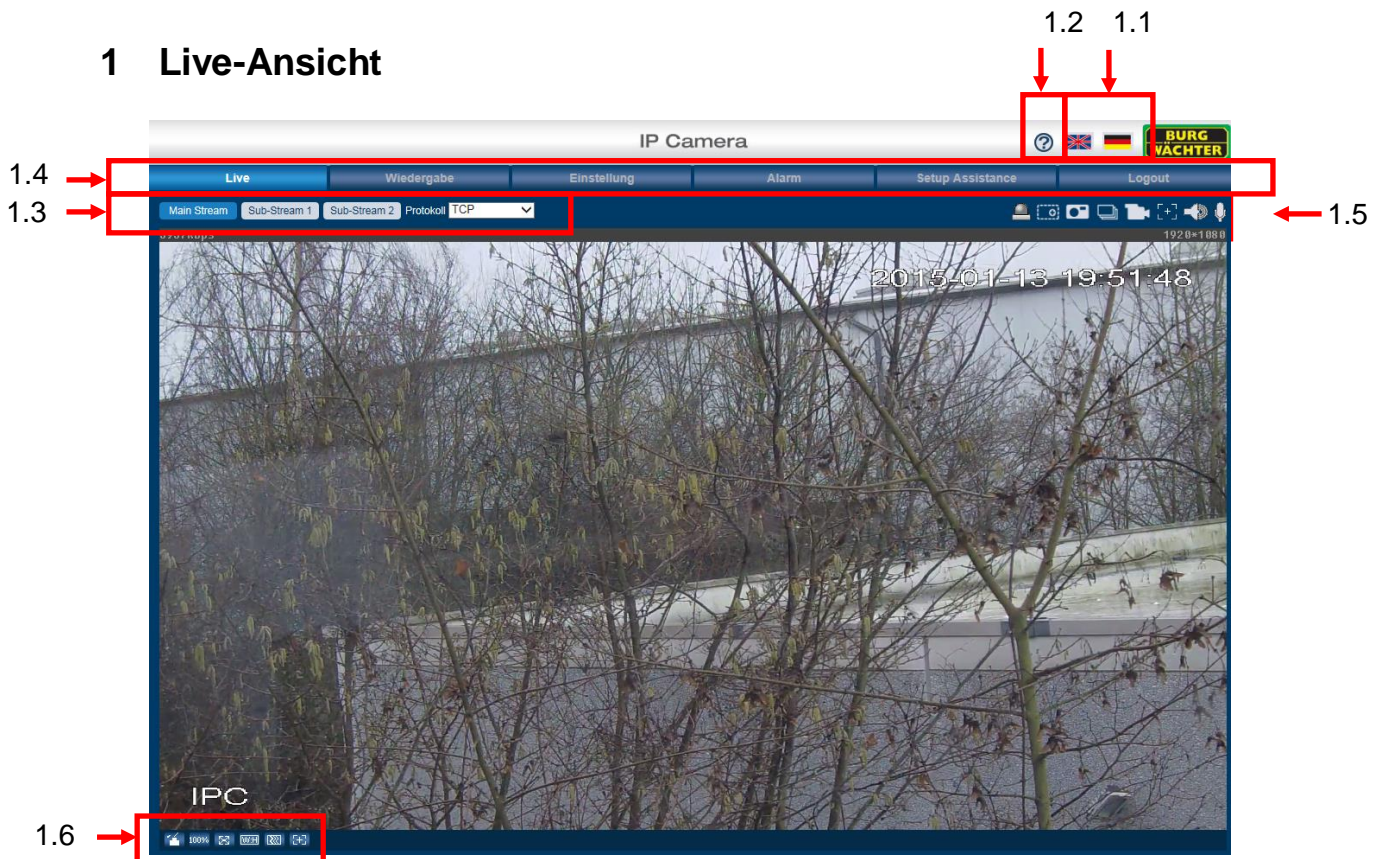 1.2 1.1
1 Live-Ansicht
IP Camera
BURG
WÄCHTER
1.4
Live Wiedergabe Einstellung Alarm Setup Assistance Logout
1.3
Main Stream Sub-Stream 1 Sub-Stream 2 Protokoll TCP
1.5
1920*1080
2015-01-13 19:51:48
IPC
1.6
100% W:H